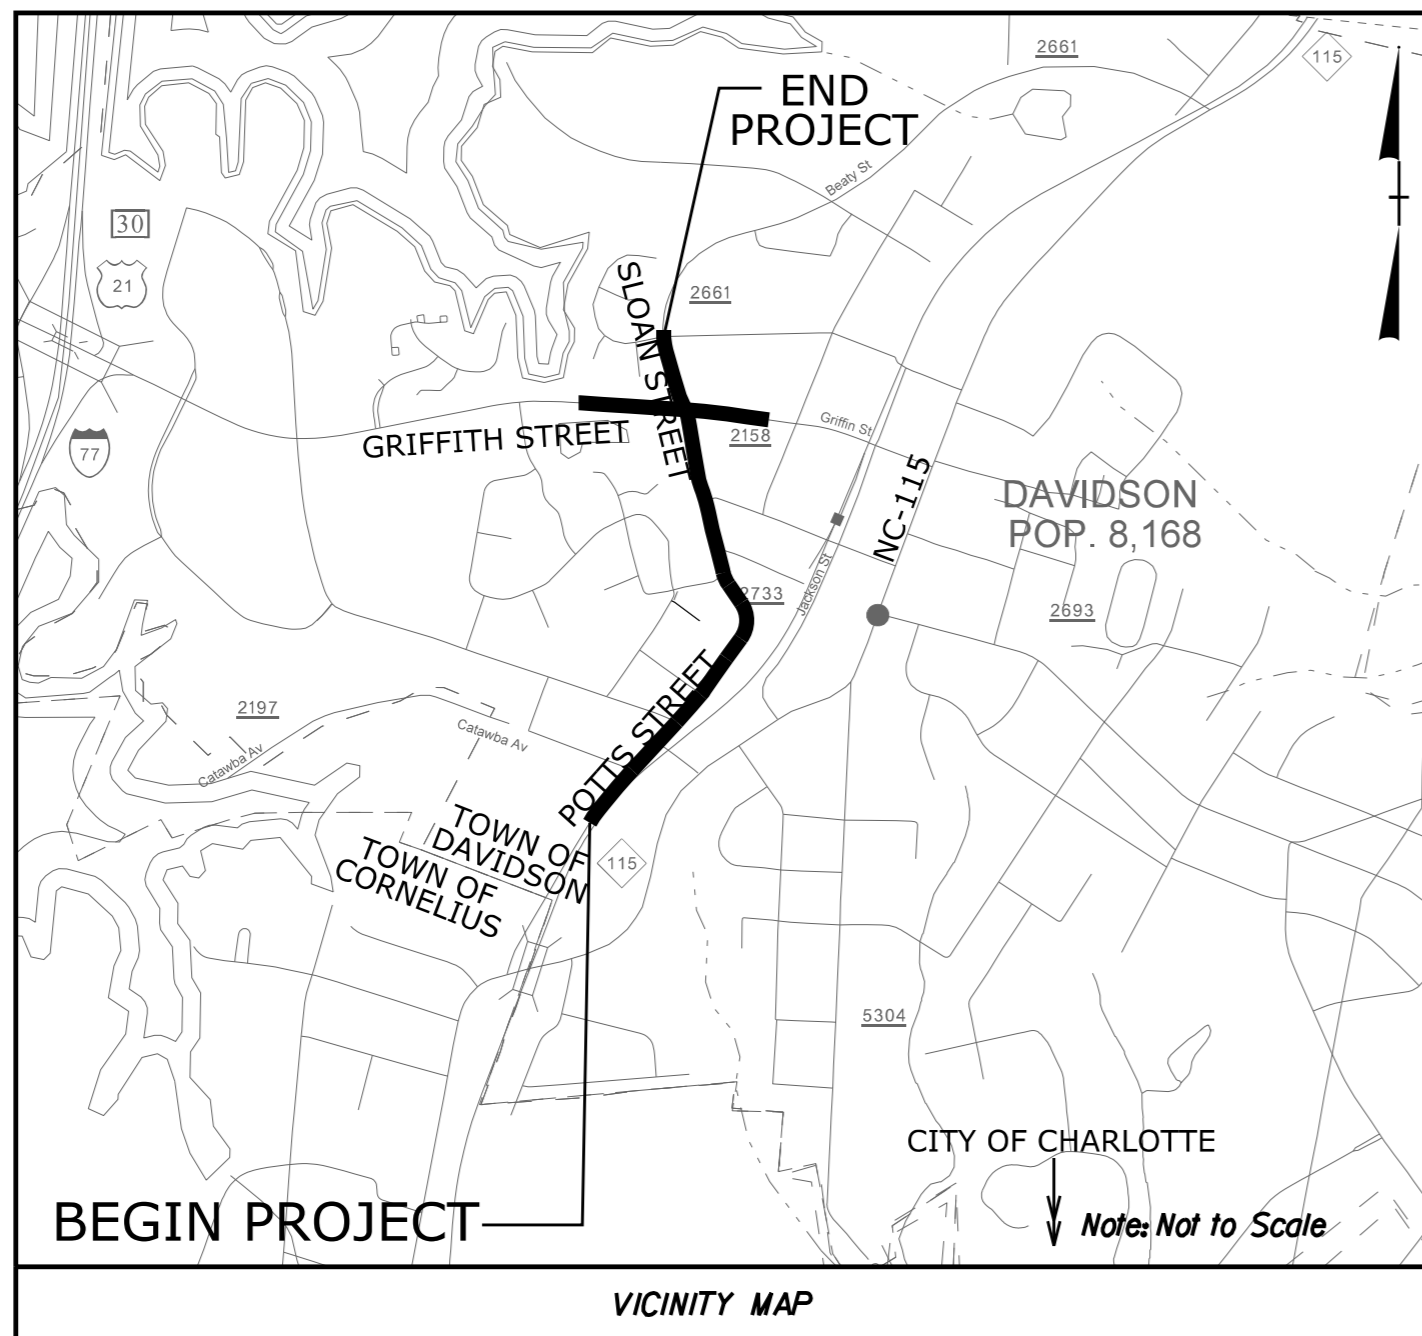 2661
115
END
PROJECT
Beaty St
30
21
2661
SLOAN STREET
Griffin St
GRIFFITH STREET
2158
77
NC-115
DAVIDSON
POP. 8,168
Jackson St
2733
2693
POTTS STREET
2197
Catawba Av
Catawba Av
TOWN OF
DAVIDSON
TOWN OF
CORNELIUS
115
5304
CITY OF CHARLOTTE
BEGIN PROJECT
Note: Not to Scale
VICINITY MAP